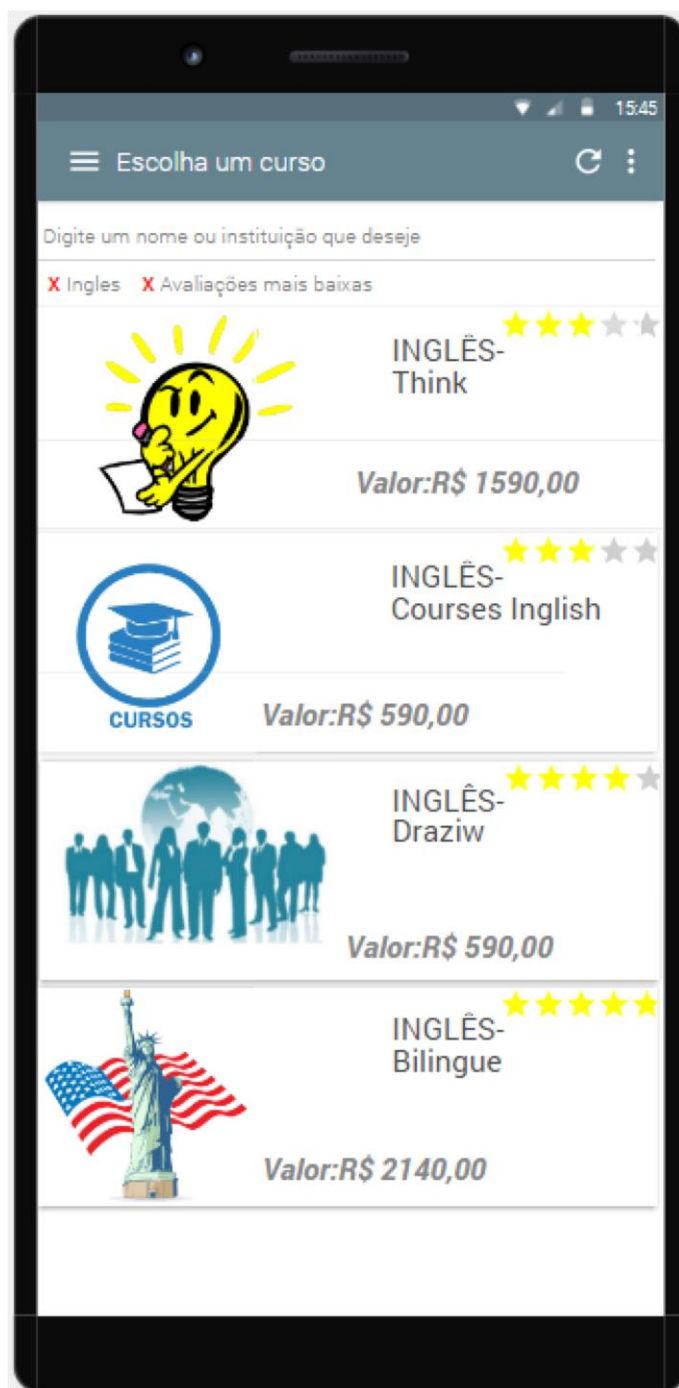 15:45
Escolha um curso
Digite um nome ou instituição que deseje
X Ingles X Avaliações mais baixas
INGLÊS-
Think
Valor:R$ 1590,00
INGLÊS-
Courses Inglish
CURSOS
Valor:R$ 590,00
INGLÊS-
Draziw
Valor:R$ 590,00
INGLÊS-
Bilingue
Valor:R$ 2140,00